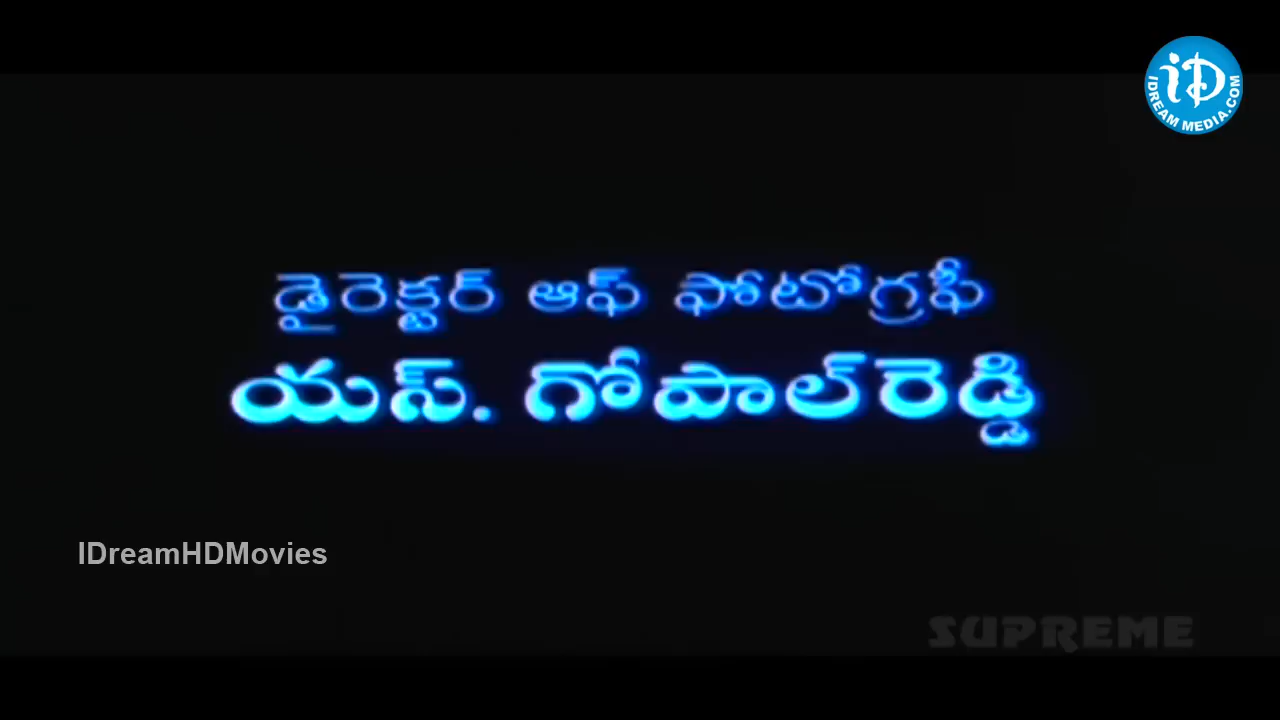 iD
IDREAM MEDIA.COM
డైరెక్టర్ ఆఫ్ ఫోటోగ్రఫీ
యస్. గోపాల్‌రెడ్డి
IDreamHDMovies
SUPREME